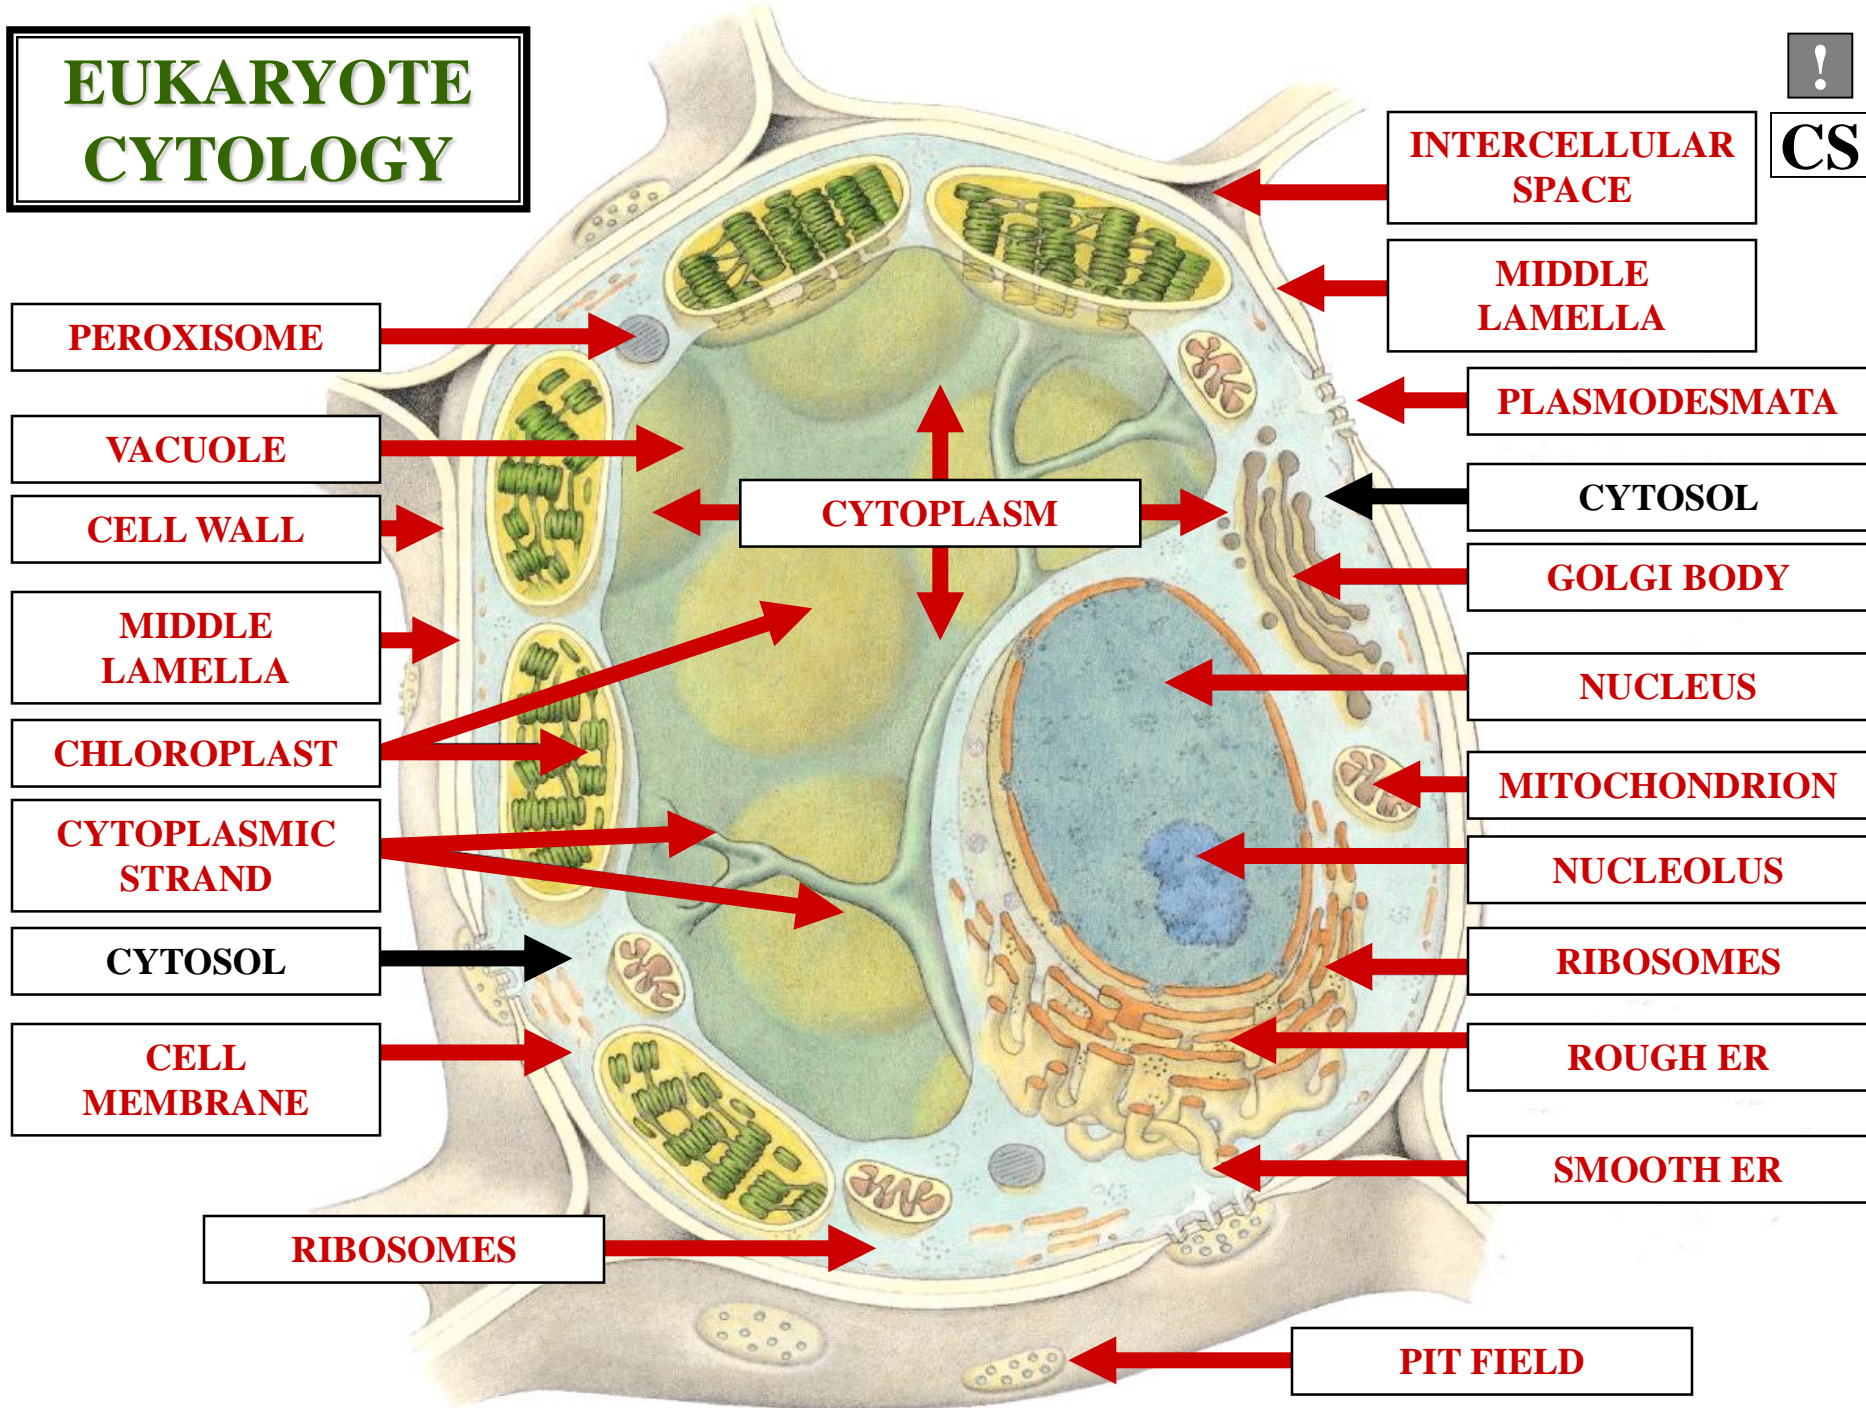 EUKARYOTE
CYTOLOGY
!
CS
INTERCELLULAR
SPACE
MIDDLE
LAMELLA
PEROXISOME
PLASMODESMATA
VACUOLE
CYTOSOL
CELL WALL
CYTOPLASM
GOLGI BODY
MIDDLE
LAMELLA
NUCLEUS
CHLOROPLAST
MITOCHONDRION
CYTOPLASMIC
STRAND
NUCLEOLUS
CYTOSOL
RIBOSOMES
CELL
MEMBRANE
ROUGH ER
SMOOTH ER
RIBOSOMES
PIT FIELD